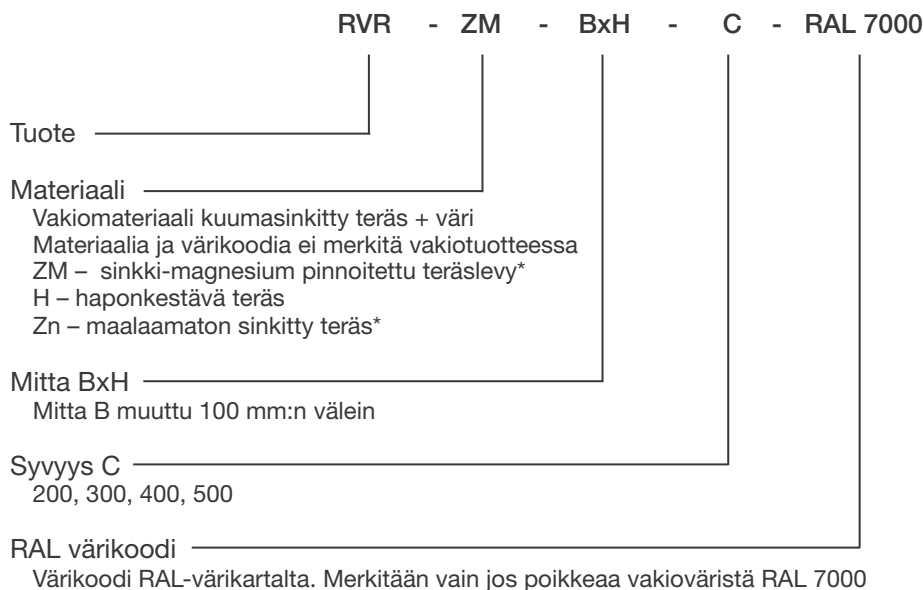 RVR - ZM - BxH - C - RAL 7000
Tuote
Materiaali
Vakiomateriaali kuumasinkitty teräs + väri
Materiaalia ja värikoodia ei merkitä vakiotuotteessa
ZM – sinkki-magnesium pinnoitettu teräslevy*
H – haponkestävä teräs
Zn – maalaamaton sinkitty teräs*
Mitta BxH
Mitta B muuttu 100 mm:n välein
Syvyys C
200, 300, 400, 500
RAL värikoodi
Värikoodi RAL-värikartalta. Merkitään vain jos poikkeaa vakioväristä RAL 7000